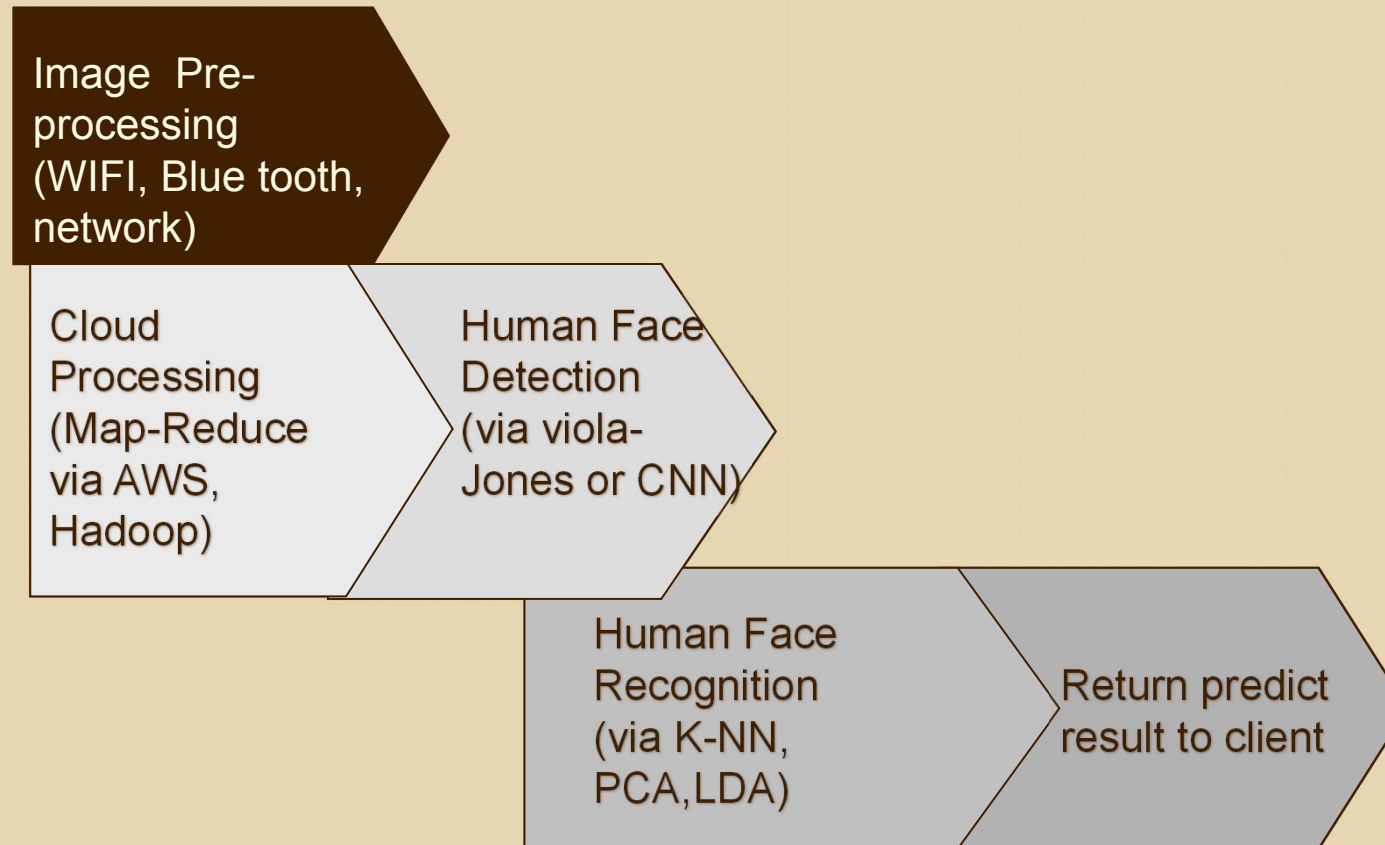 Image  Pre-
processing
(WIFI, Blue tooth,
network)
Cloud
Processing
(Map-Reduce
via AWS,
Hadoop)
Human Face
Detection
(via viola-
Jones or CNN)
Human Face
Recognition
(via K-NN,
PCA,LDA)
Return predict
result to client